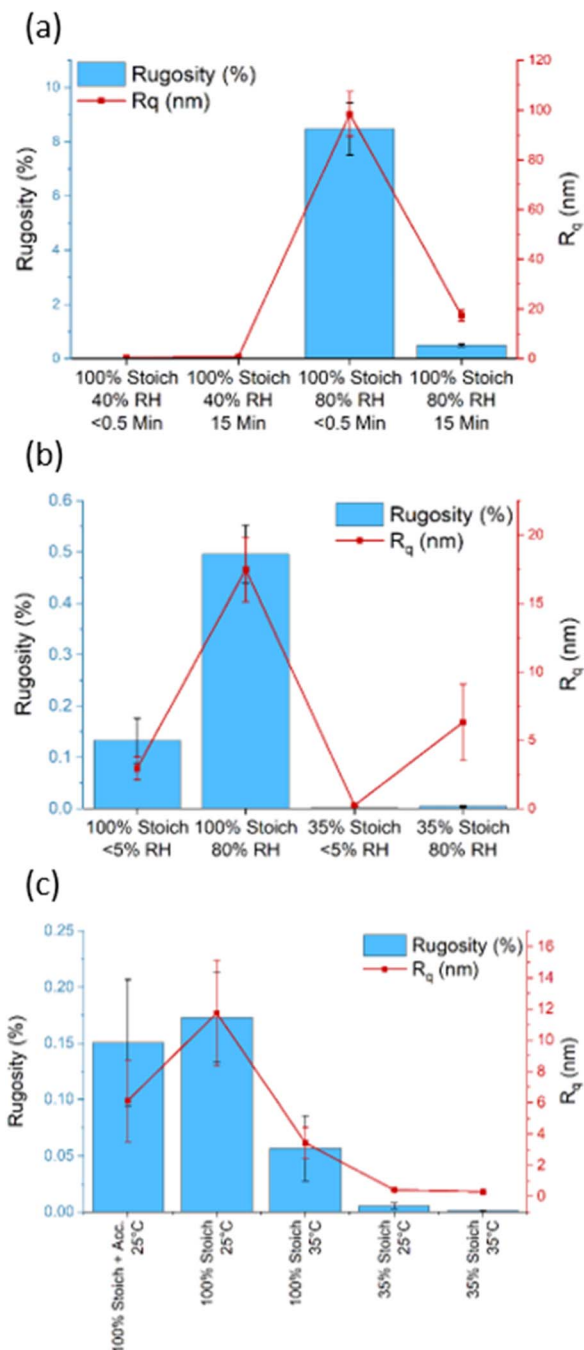 (a)
Rugosity (%)
Rq (nm)
Rugosity (%)
10
8
6
4
2
0
120
100
80
60
40
20
0
Rq (nm)
100% Stoich 100% Stoich 100% Stoich 100% Stoich
40% RH 40% RH 80% RH 80% RH
<0.5 Min 15 Min <0.5 Min 15 Min
(b)
Rugosity (%)
Rq (nm)
Rugosity (%)
0.6
0.5
0.4
0.3
0.2
0.1
0.0
20
15
10
5
0
Rq (nm)
100% Stoich 100% Stoich 35% Stoich 35% Stoich
<5% RH 80% RH <5% RH 80% RH
(c)
Rugosity (%)
Rq (nm)
Rugosity (%)
0.25
0.20
0.15
0.10
0.05
0.00
16
14
12
10
8
6
4
2
0
Rq (nm)
100% Stoich + Acc.
25°C
100% Stoich
25°C
100% Stoich
35°C
35% Stoich
25°C
35% Stoich
35°C